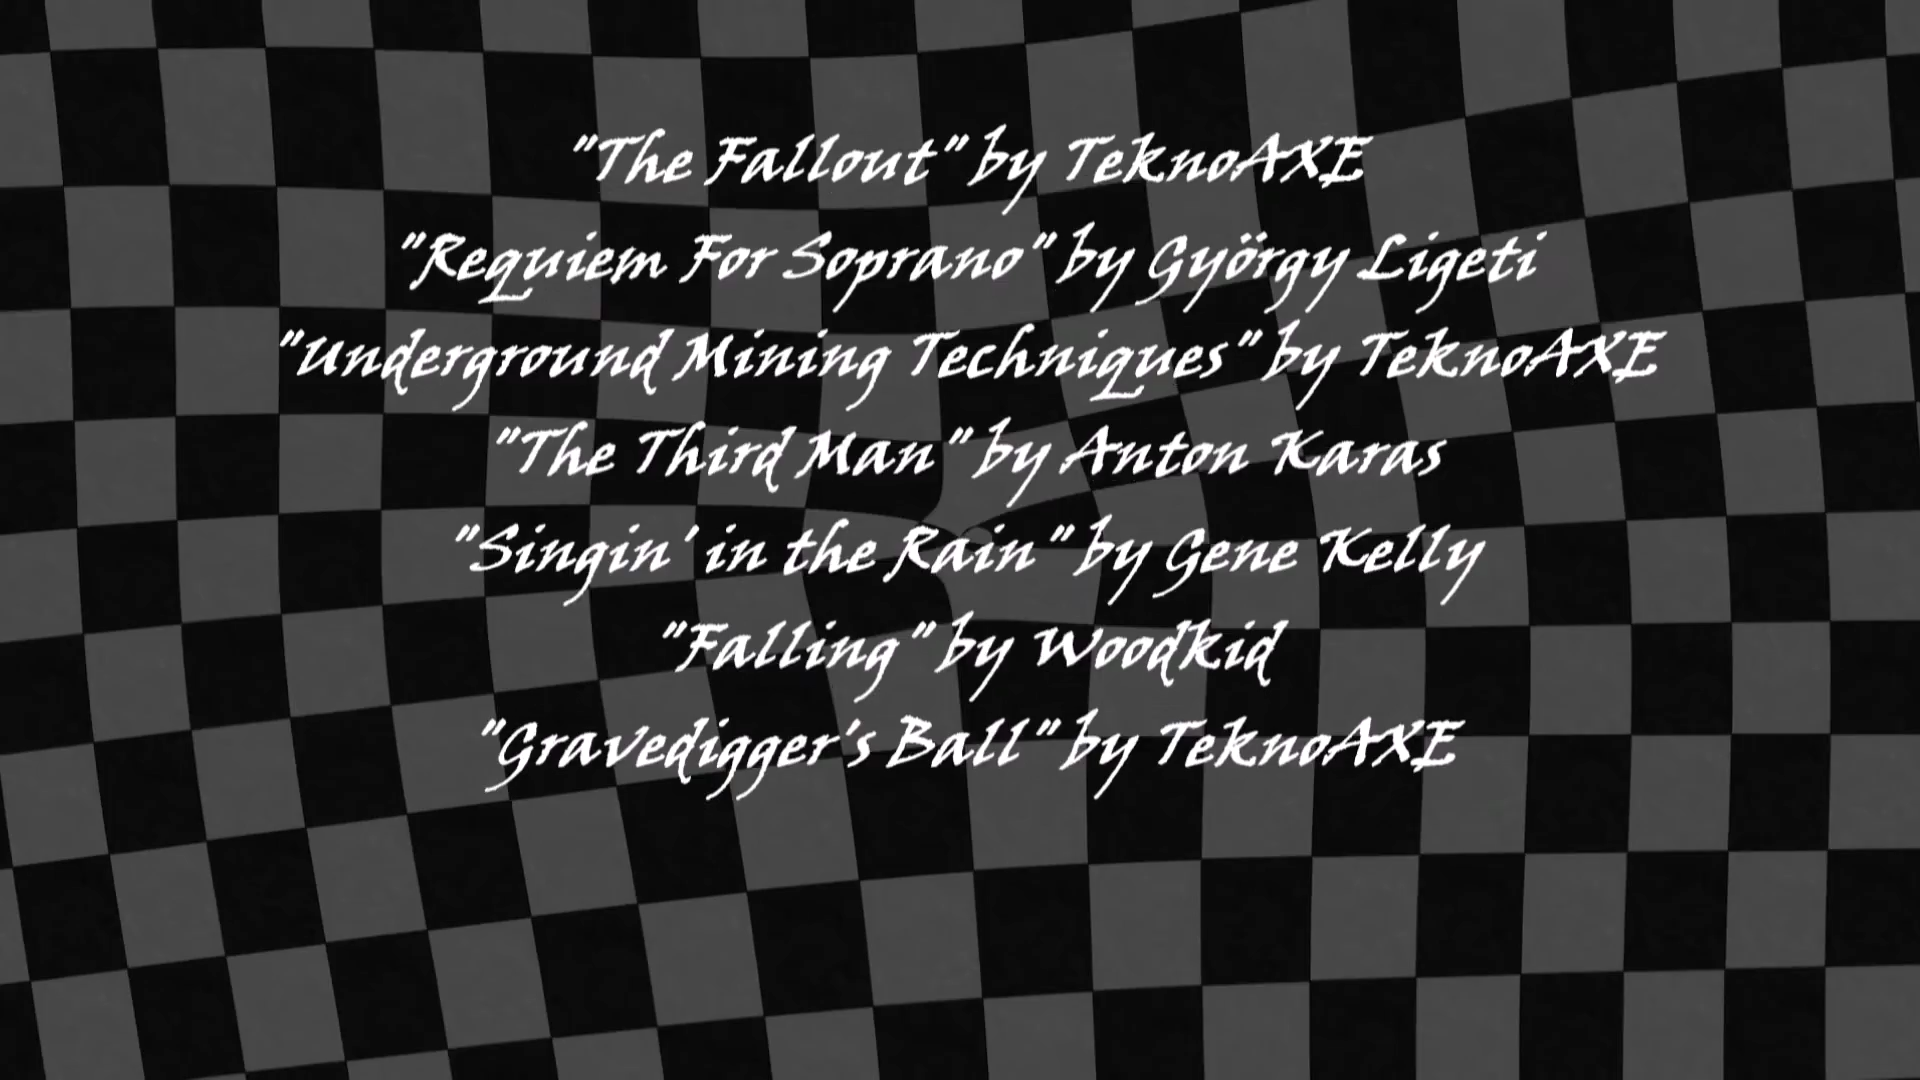 "The Fallout" by TeknoAXE
"Requiem For Soprano" by György Ligeti
"Underground Mining Techniques" by TeknoAXE
"The Third Man" by Anton Karas
"Singin' in the Rain" by Gene Kelly
"Falling" by Woodkid
"Gravedigger's Ball" by TeknoAXE